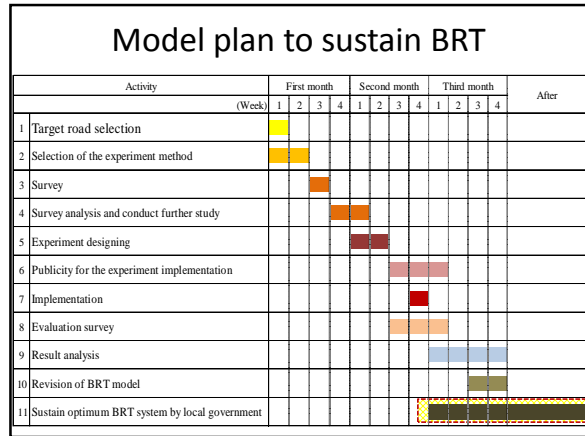 Model plan to sustain BRT
Activity First month Second month Third month After
(Week) 1 2 3 4 1 2 3 4 1 2 3 4
1 Target road selection
2 Selection of the experiment method
3 Survey
4 Survey analysis and conduct further study
5 Experiment designing
6 Publicity for the experiment implementation
7 Implementation
8 Evaluation survey
9 Result analysis
10 Revision of BRT model
11 Sustain optimum BRT system by local government